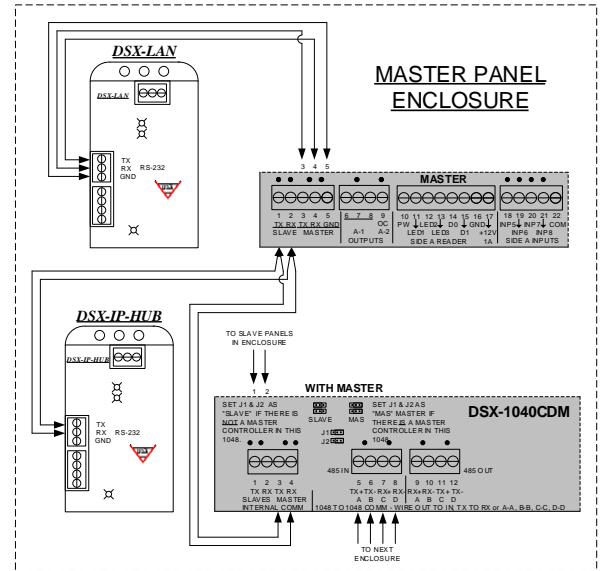 DSX-LAN
MASTER PANEL
ENCLOSURE
DSX-LAN
TX
RX RS-232
GND
3 4 5
MASTER
1 2 3 4 5 6 7 8 9 10 11 12 13 14 15 16 17 18 19 20 21 22
TX RX TX RX GND OC PW LED2 D0 GND INP5 INP7 COM
SLAVE MASTER A-1 A-2 LED1 LED3 D1 +12V INP6 INP8
OUTPUTS SIDE A READER 1A SIDE A INPUTS
DSX-IP-HUB
DSX-IP-HUB
TX
RX RS-232
GND
TO SLAVE PANELS
IN ENCLOSURE
1 2
WITH MASTER
DSX-1040CDM
SET J1 & J2 AS
"SLAVE" IF THERE IS
NOT A MASTER
CONTROLLER IN THIS
1048.
SLAVE MAS
J1
J2
SET J1 & J2 AS
"MAS" MASTER IF
THERE IS A MASTER
CONTROLLER IN THIS
1048.
485 IN
485 OUT
1 2 3 4 5 6 7 8 9 10 11 12
TX RX TX RX TX+ TX- RX+ RX- RX+ RX- TX+ TX-
SLAVES MASTER A B C D A B C D
INTERNAL COMM 1048 TO 1048 COMM - WIRE OUT TO IN, TX TO RX or A-A, B-B, C-C, D-D
TO NEXT
ENCLOSURE